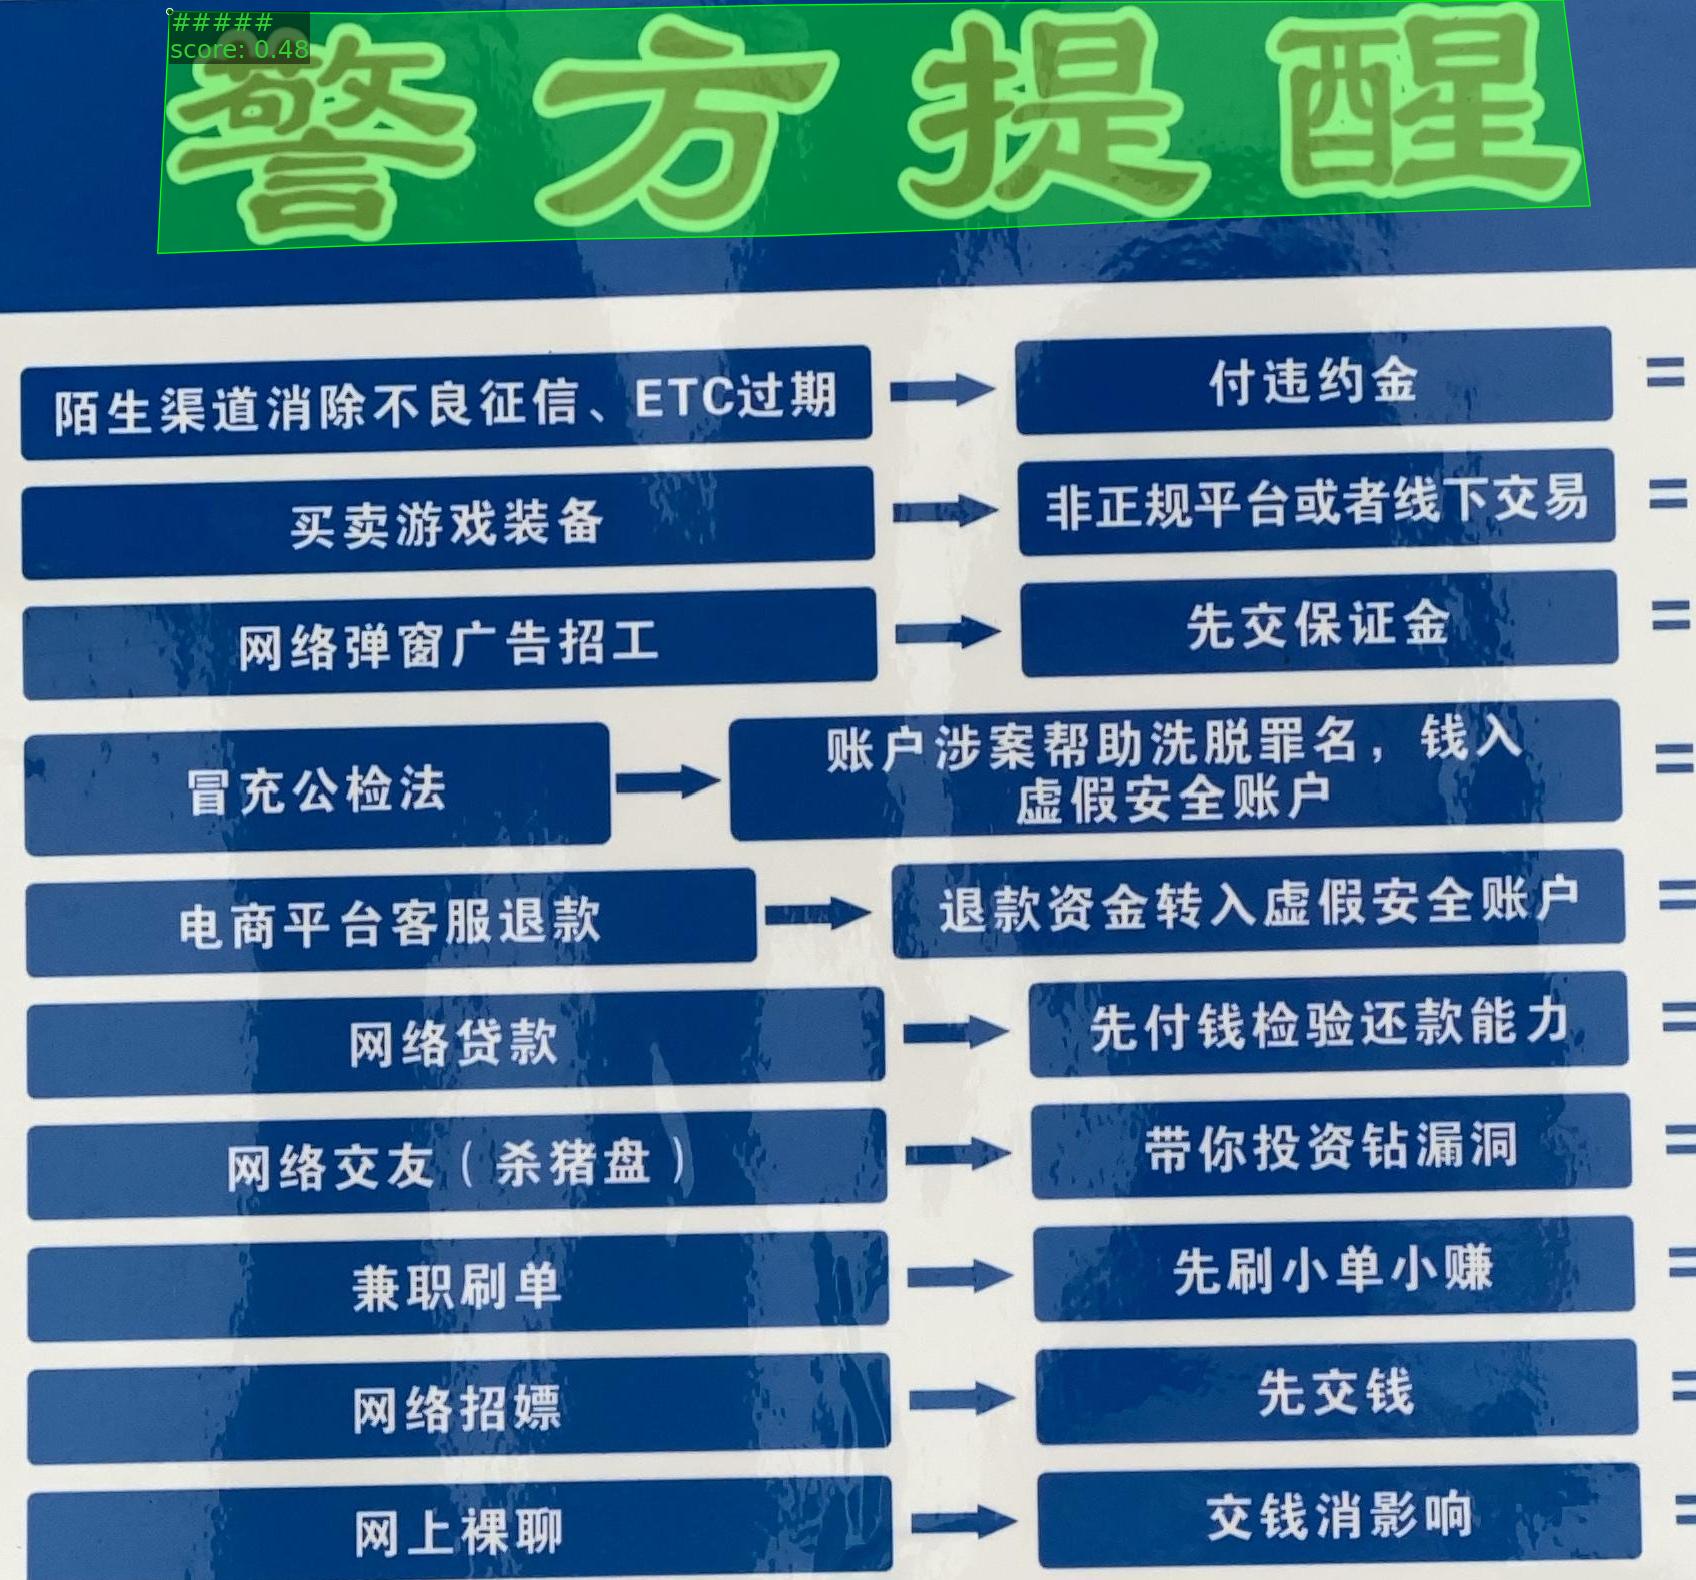 #####
score: 0.48
警方提醒
陌生渠道消除不良征信、ETC过期 → 付违约金 =
买卖游戏装备 → 非正规平台或者线下交易 =
网络弹窗广告招工 → 先交保证金 =
冒充公检法 → 账户涉案帮助洗脱罪名，钱入
虚假安全账户 =
电商平台客服退款 → 退款资金转入虚假安全账户 =
网络贷款 → 先付钱检验还款能力 =
网络交友（杀猪盘） → 带你投资钻漏洞 =
兼职刷单 → 先刷小单小赚 =
网络招嫖 → 先交钱 =
网上裸聊 → 交钱消影响 =